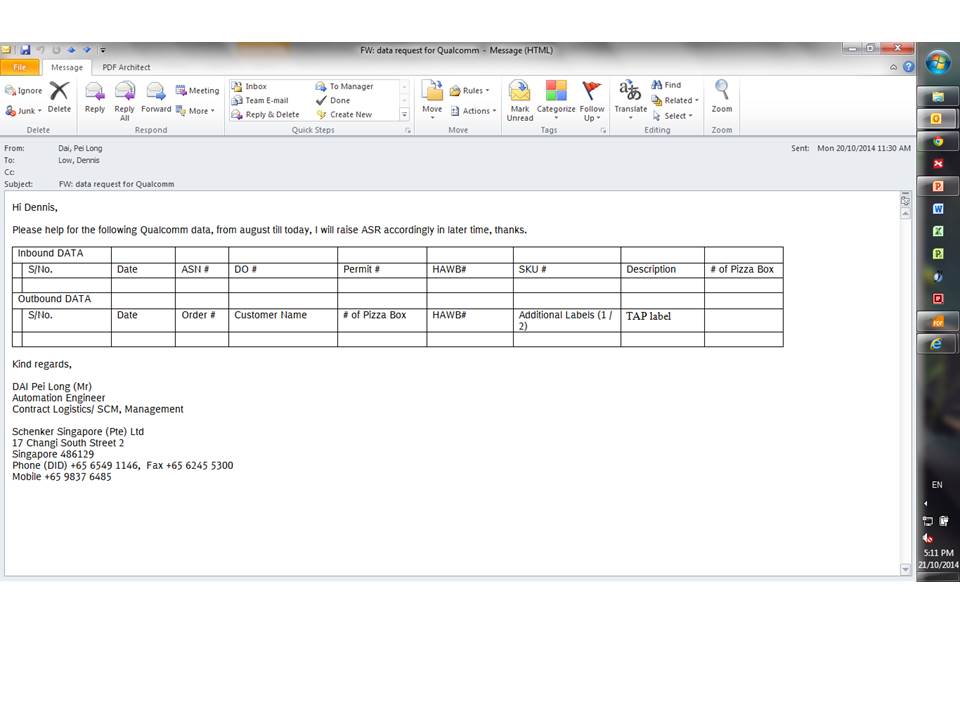 FW: data request for Qualcomm - Message (HTML)
File Message PDF Architect
Ignore
Junk
Delete
Delete
Reply
Reply All
Forward
Meeting
More
Respond
Inbox
Team E-mail
Reply & Delete
To Manager
Done
Create New
Quick Steps
Move
Rules
Actions
Move
Mark Unread
Categorize
Follow Up
Tags
Translate
Find
Related
Select
Editing
Zoom
Zoom
From: Dai, Pei Long
Sent: Mon 20/10/2014 11:30 AM
To: Low, Dennis
Cc:
Subject: FW: data request for Qualcomm
Hi Dennis,
Please help for the following Qualcomm data, from august till today, I will raise ASR accordingly in later time, thanks.
Inbound DATA
S/No. Date ASN # DO # Permit # HAWB# SKU # Description # of Pizza Box
Outbound DATA
S/No. Date Order # Customer Name # of Pizza Box HAWB# Additional Labels (1 / 2) TAP label
Kind regards,
DAI Pei Long (Mr)
Automation Engineer
Contract Logistics/ SCM, Management
Schenker Singapore (Pte) Ltd
17 Changi South Street 2
Singapore 486129
Phone (DID) +65 6549 1146, Fax +65 6245 5300
Mobile +65 9837 6485
EN
5:11 PM
21/10/2014